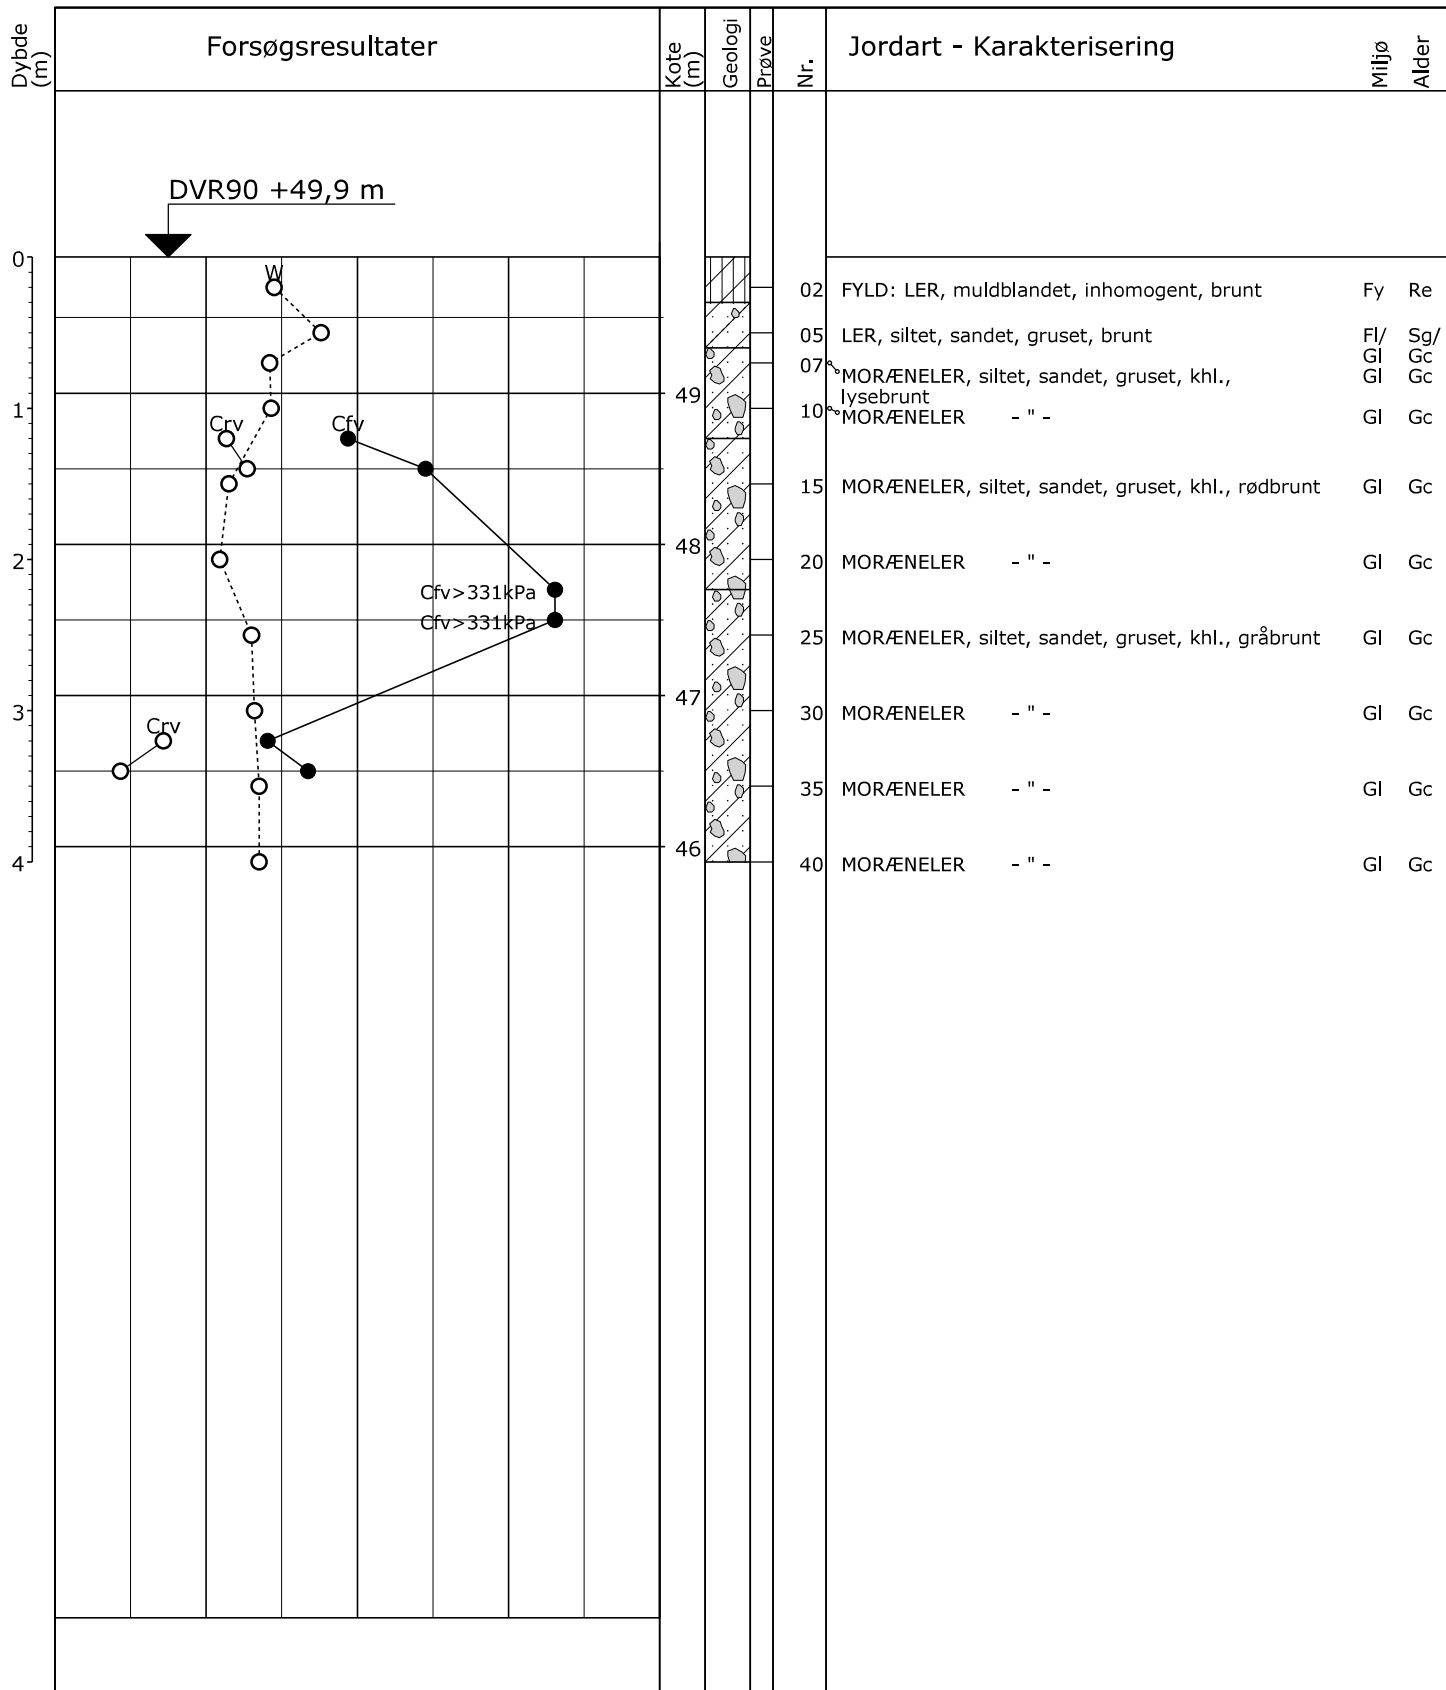 Dybde (m)
Forsøgsresultater
Kote (m)
Geologi
Prøve
Nr.
Jordart - Karakterisering
Miljø
Alder
DVR90 +49,9 m
0
W
02 FYLD: LER, muldblandet, inhomogent, brunt Fy Re
05 LER, siltet, sandet, gruset, brunt Fl/ Sg/
Gl Gc
07 MORÆNELER, siltet, sandet, gruset, khl., Gl Gc
lysebrunt
49
1
10 MORÆNELER - " - Gl Gc
Crv
Cfv
15 MORÆNELER, siltet, sandet, gruset, khl., rødbrunt Gl Gc
48
2
20 MORÆNELER - " - Gl Gc
Cfv>331kPa
Cfv>331kPa
25 MORÆNELER, siltet, sandet, gruset, khl., gråbrunt Gl Gc
47
3
30 MORÆNELER - " - Gl Gc
Crv
35 MORÆNELER - " - Gl Gc
46
4
40 MORÆNELER - " - Gl Gc